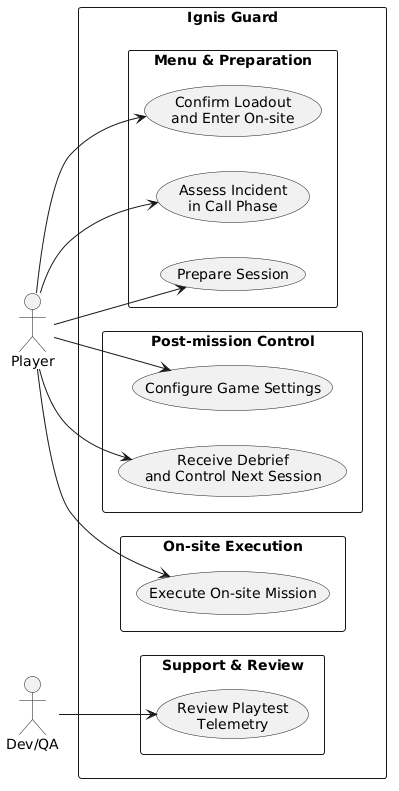 Ignis Guard
Menu & Preparation
Confirm Loadout
and Enter On-site
Assess Incident
in Call Phase
Prepare Session
Player
Post-mission Control
Configure Game Settings
Receive Debrief
and Control Next Session
On-site Execution
Execute On-site Mission
Support & Review
Review Playtest
Telemetry
Dev/QA